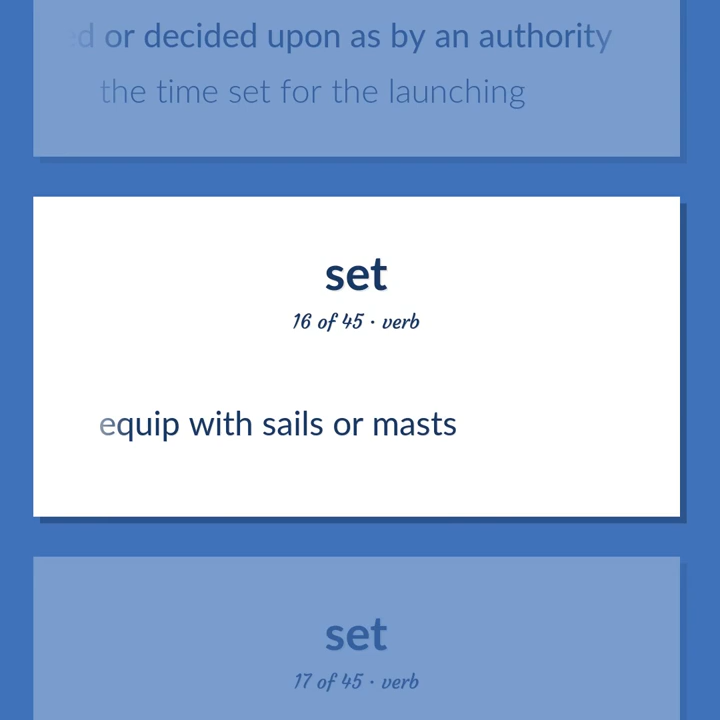 ed or decided upon as by an authority
the time set for the launching
set
16 of 45 · verb
equip with sails or masts
set
17 of 45 · verb